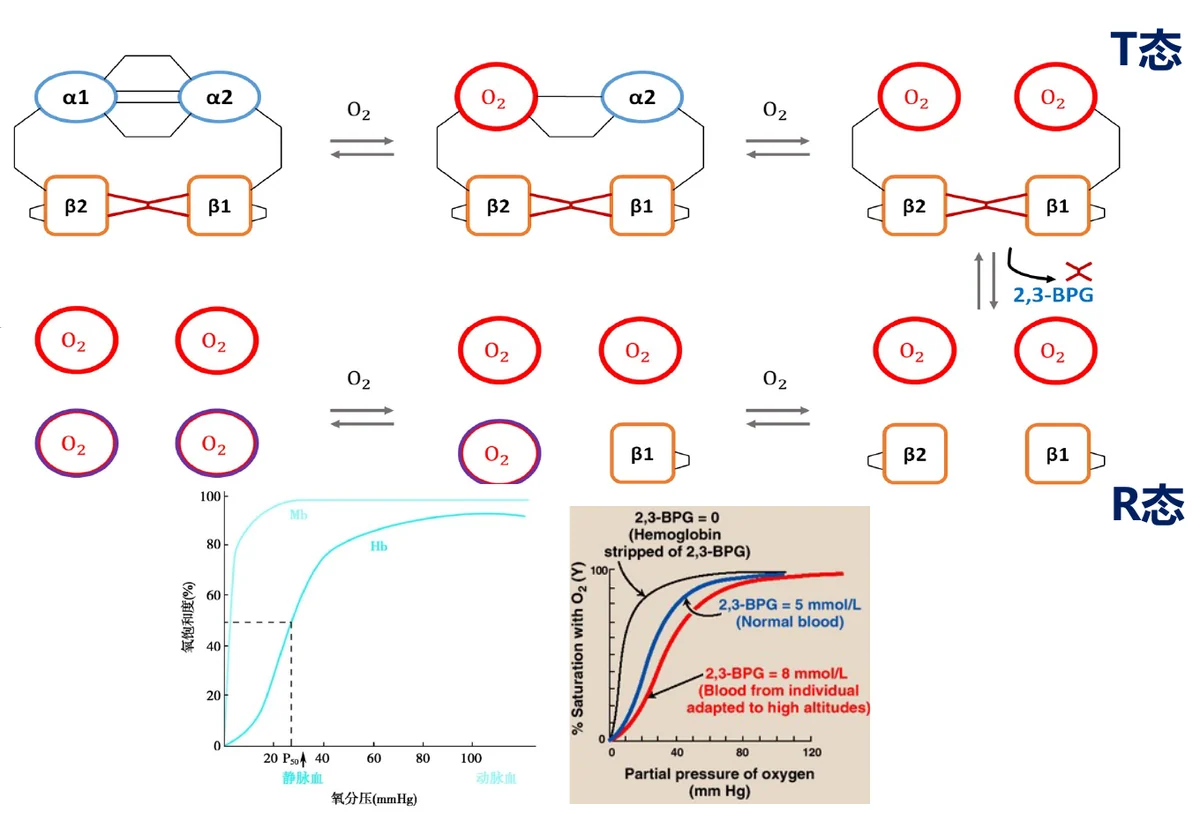 T态
α1
α2
O₂
O₂
α2
O₂
O₂
O₂
β2
β1
β2
β1
β2
β1
2,3-BPG
O₂
O₂
O₂
O₂
O₂
O₂
O₂
O₂
O₂
O₂
O₂
β1
β2
β1
R态
100
80
60
40
20
0
氧饱和度(%)
Mb
Hb
20
P₅₀
40
60
80
100
静脉血
动脉血
氧分压(mmHg)
2,3-BPG = 0
(Hemoglobin
stripped of 2,3-BPG)
100
% Saturation with O₂ (Y)
2,3-BPG = 5 mmol/L
(Normal blood)
2,3-BPG = 8 mmol/L
(Blood from individual
adapted to high altitudes)
0
0
40
80
120
Partial pressure of oxygen
(mm Hg)